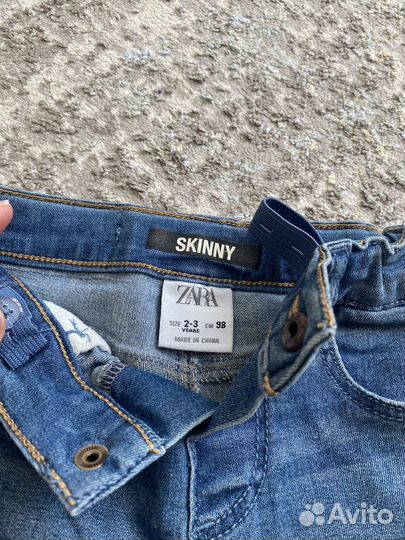 SKINNY
ZARA
SIZE 2-3 CM 98
YEARS
MADE IN CHINA
Avito